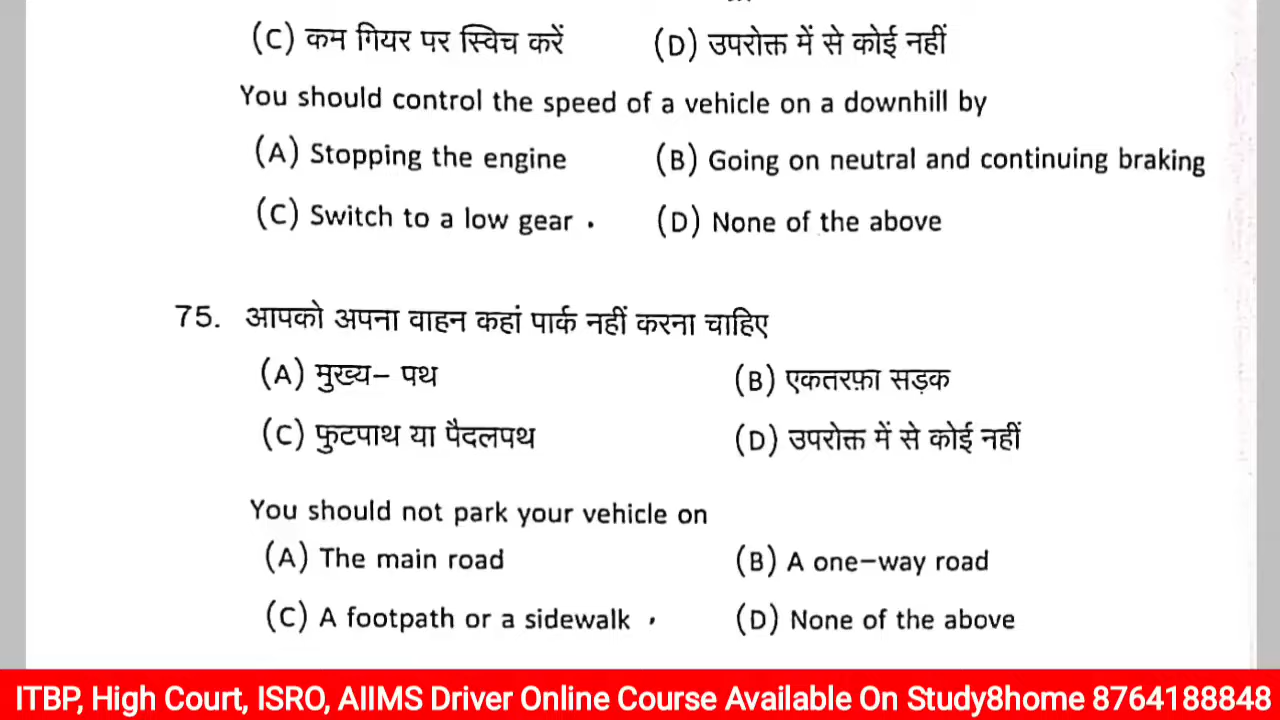 (C) कम गियर पर स्विच करें (D) उपरोक्त में से कोई नहीं
You should control the speed of a vehicle on a downhill by
(A) Stopping the engine (B) Going on neutral and continuing braking
(C) Switch to a low gear . (D) None of the above
75. आपको अपना वाहन कहां पार्क नहीं करना चाहिए
(A) मुख्य– पथ (B) एकतरफ़ा सड़क
(C) फुटपाथ या पैदलपथ (D) उपरोक्त में से कोई नहीं
You should not park your vehicle on
(A) The main road (B) A one–way road
(C) A footpath or a sidewalk (D) None of the above
ITBP, High Court, ISRO, AIIMS Driver Online Course Available On Study8home 8764188848